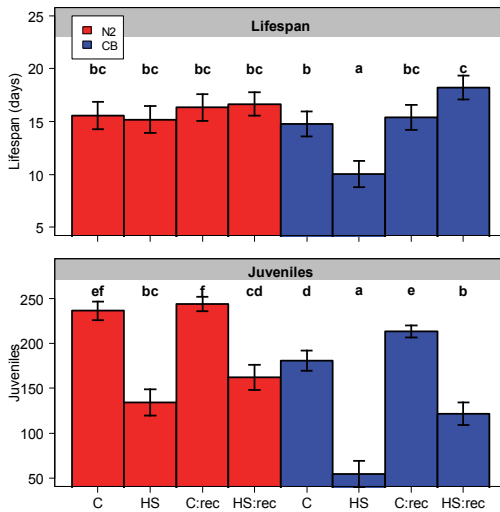 Lifespan
N2
CB
25
20
15
10
5
Lifespan (days)
bc bc bc bc b a bc c
Juveniles
ef bc f cd d a e b
250
200
150
100
50
Juveniles
C HS C:rec HS:rec C HS C:rec HS:rec